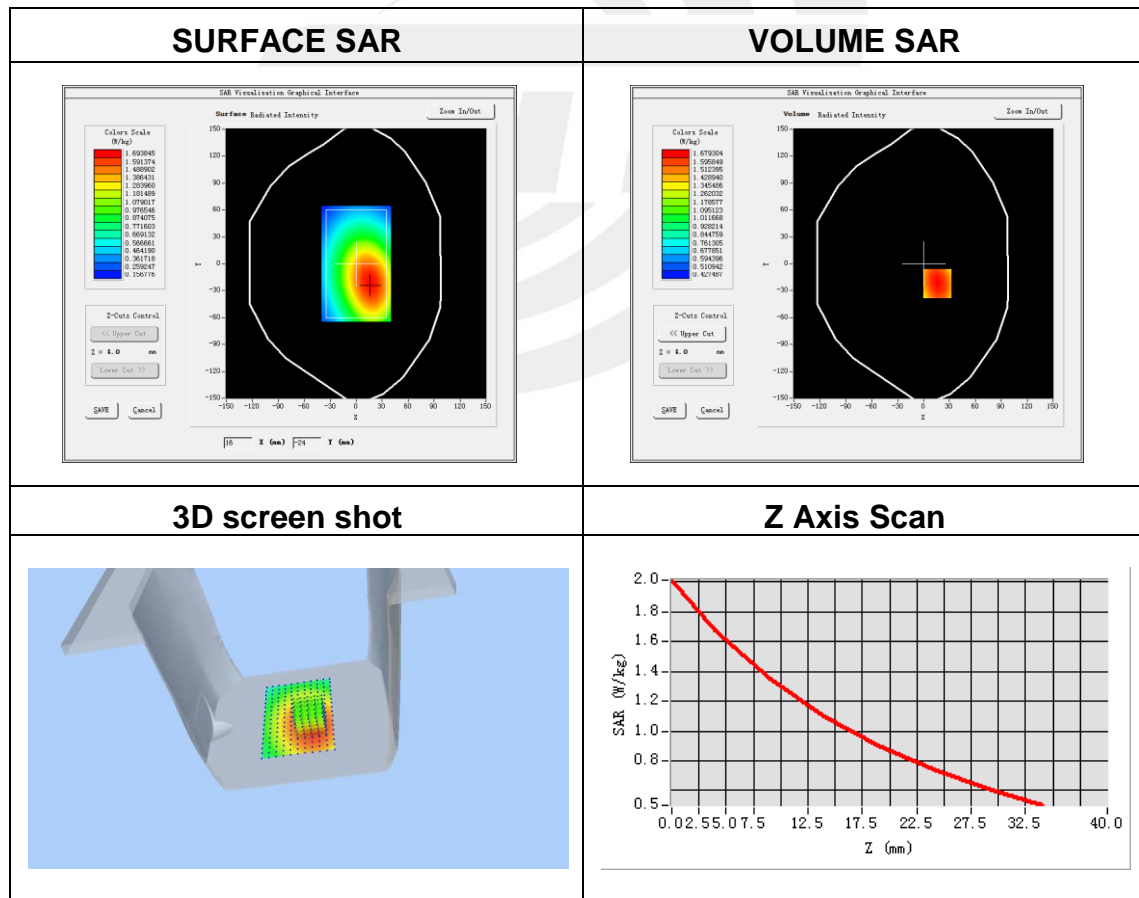 SURFACE SAR
VOLUME SAR
SAR Visualisation Graphical Interface
Surface Radiated Intensity
Zoom In/Out
Colors Scale
(W/kg)
1.693845
1.591374
1.488902
1.386431
1.283960
1.181489
1.079017
0.976546
0.874075
0.771603
0.669132
0.566661
0.464190
0.361718
0.259247
0.156776
Z-Cuts Control
<< Upper Cut
Z = 4.0 mm
Lower Cut >>
SAVE
Cancel
150
120
90
60
30
0
-30
-60
-90
-120
-150
Y
-150 -120 -90 -60 -30 0 30 60 90 120 150
X
16 X (mm) -24 Y (mm)
SAR Visualisation Graphical Interface
Volume Radiated Intensity
Zoom In/Out
Colors Scale
(W/kg)
1.679304
1.595849
1.512395
1.428940
1.345486
1.262032
1.178577
1.095123
1.011668
0.928214
0.844759
0.761305
0.677851
0.594396
0.510942
0.427487
Z-Cuts Control
<< Upper Cut
Z = 4.0 mm
Lower Cut >>
SAVE
Cancel
150
120
90
60
30
0
-30
-60
-90
-120
-150
Y
-150 -120 -90 -60 -30 0 30 60 90 120 150
X
3D screen shot
Z Axis Scan
SAR (W/kg)
2.0
1.8
1.6
1.4
1.2
1.0
0.8
0.5
0.0 2.5 5.0 7.5 12.5 17.5 22.5 27.5 32.5 40.0
Z (mm)